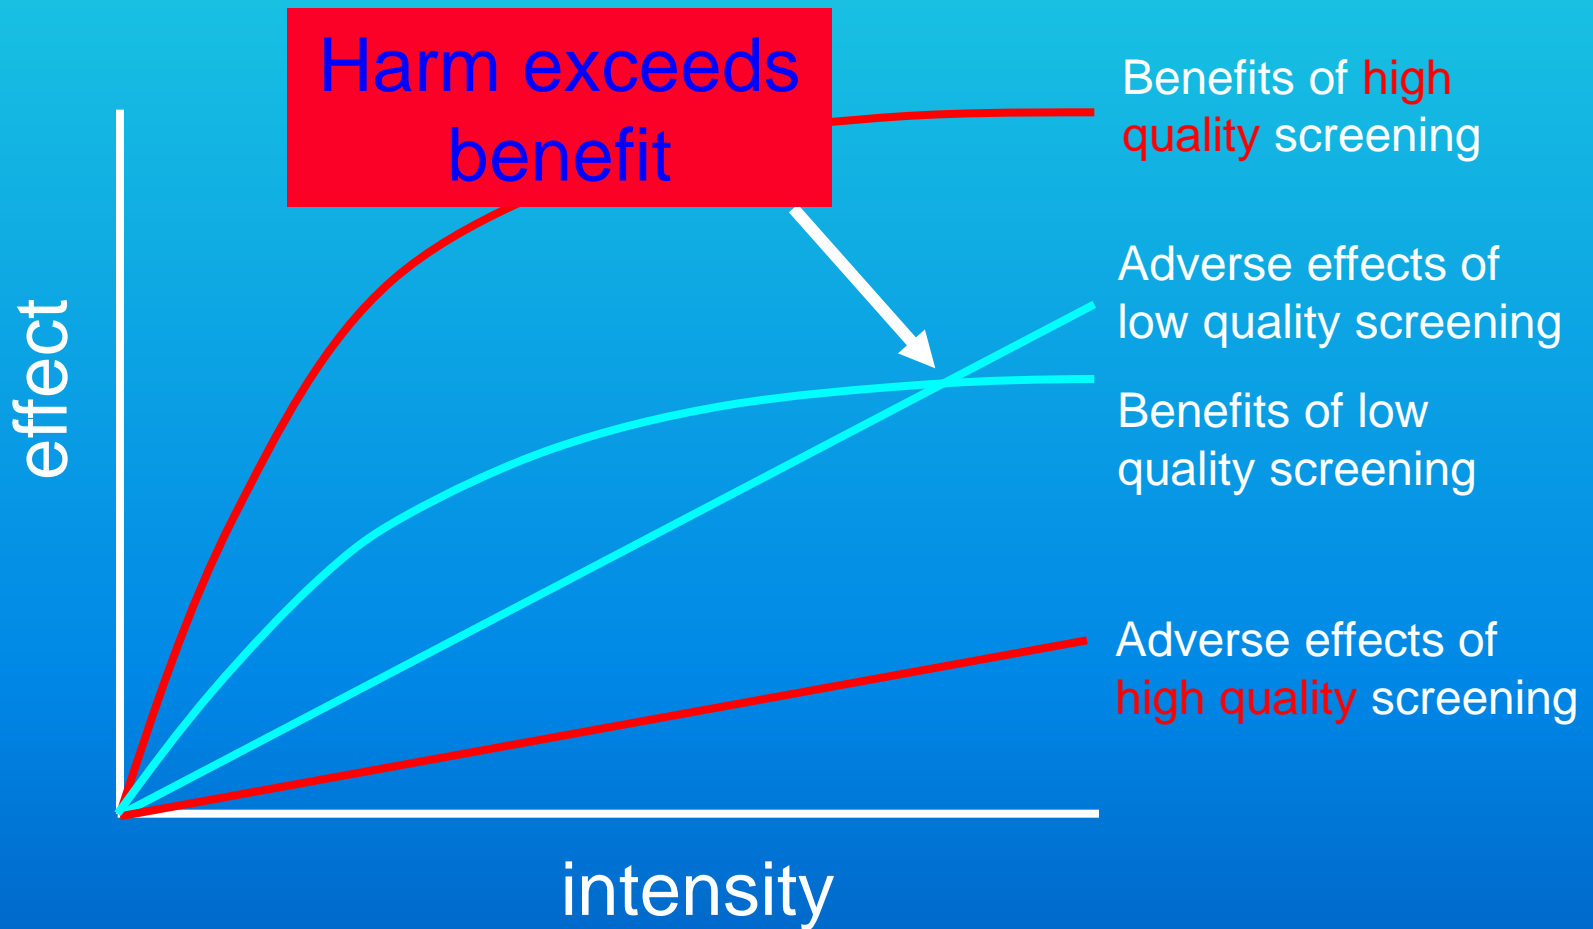 Harm exceeds
benefit
Benefits of high
quality screening
Adverse effects of
low quality screening
Benefits of low
quality screening
Adverse effects of
high quality screening
effect
intensity